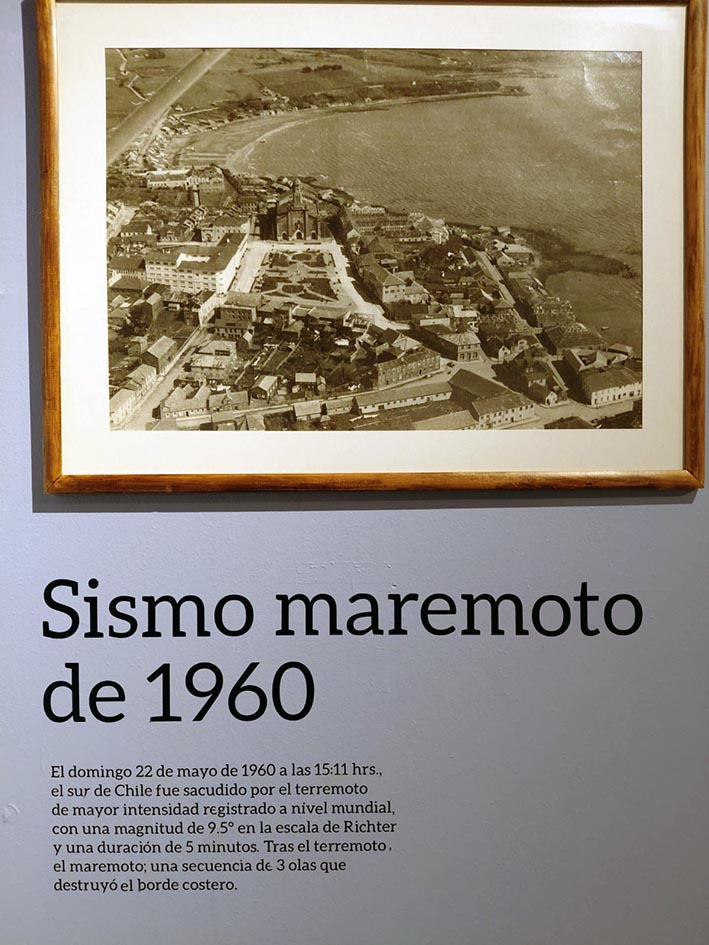 Sismo maremoto
de 1960
El domingo 22 de mayo de 1960 a las 15:11 hrs.,
el sur de Chile fue sacudido por el terremoto
de mayor intensidad registrado a nivel mundial,
con una magnitud de 9.5° en la escala de Richter
y una duración de 5 minutos. Tras el terremoto,
el maremoto; una secuencia de 3 olas que
destruyó el borde costero.